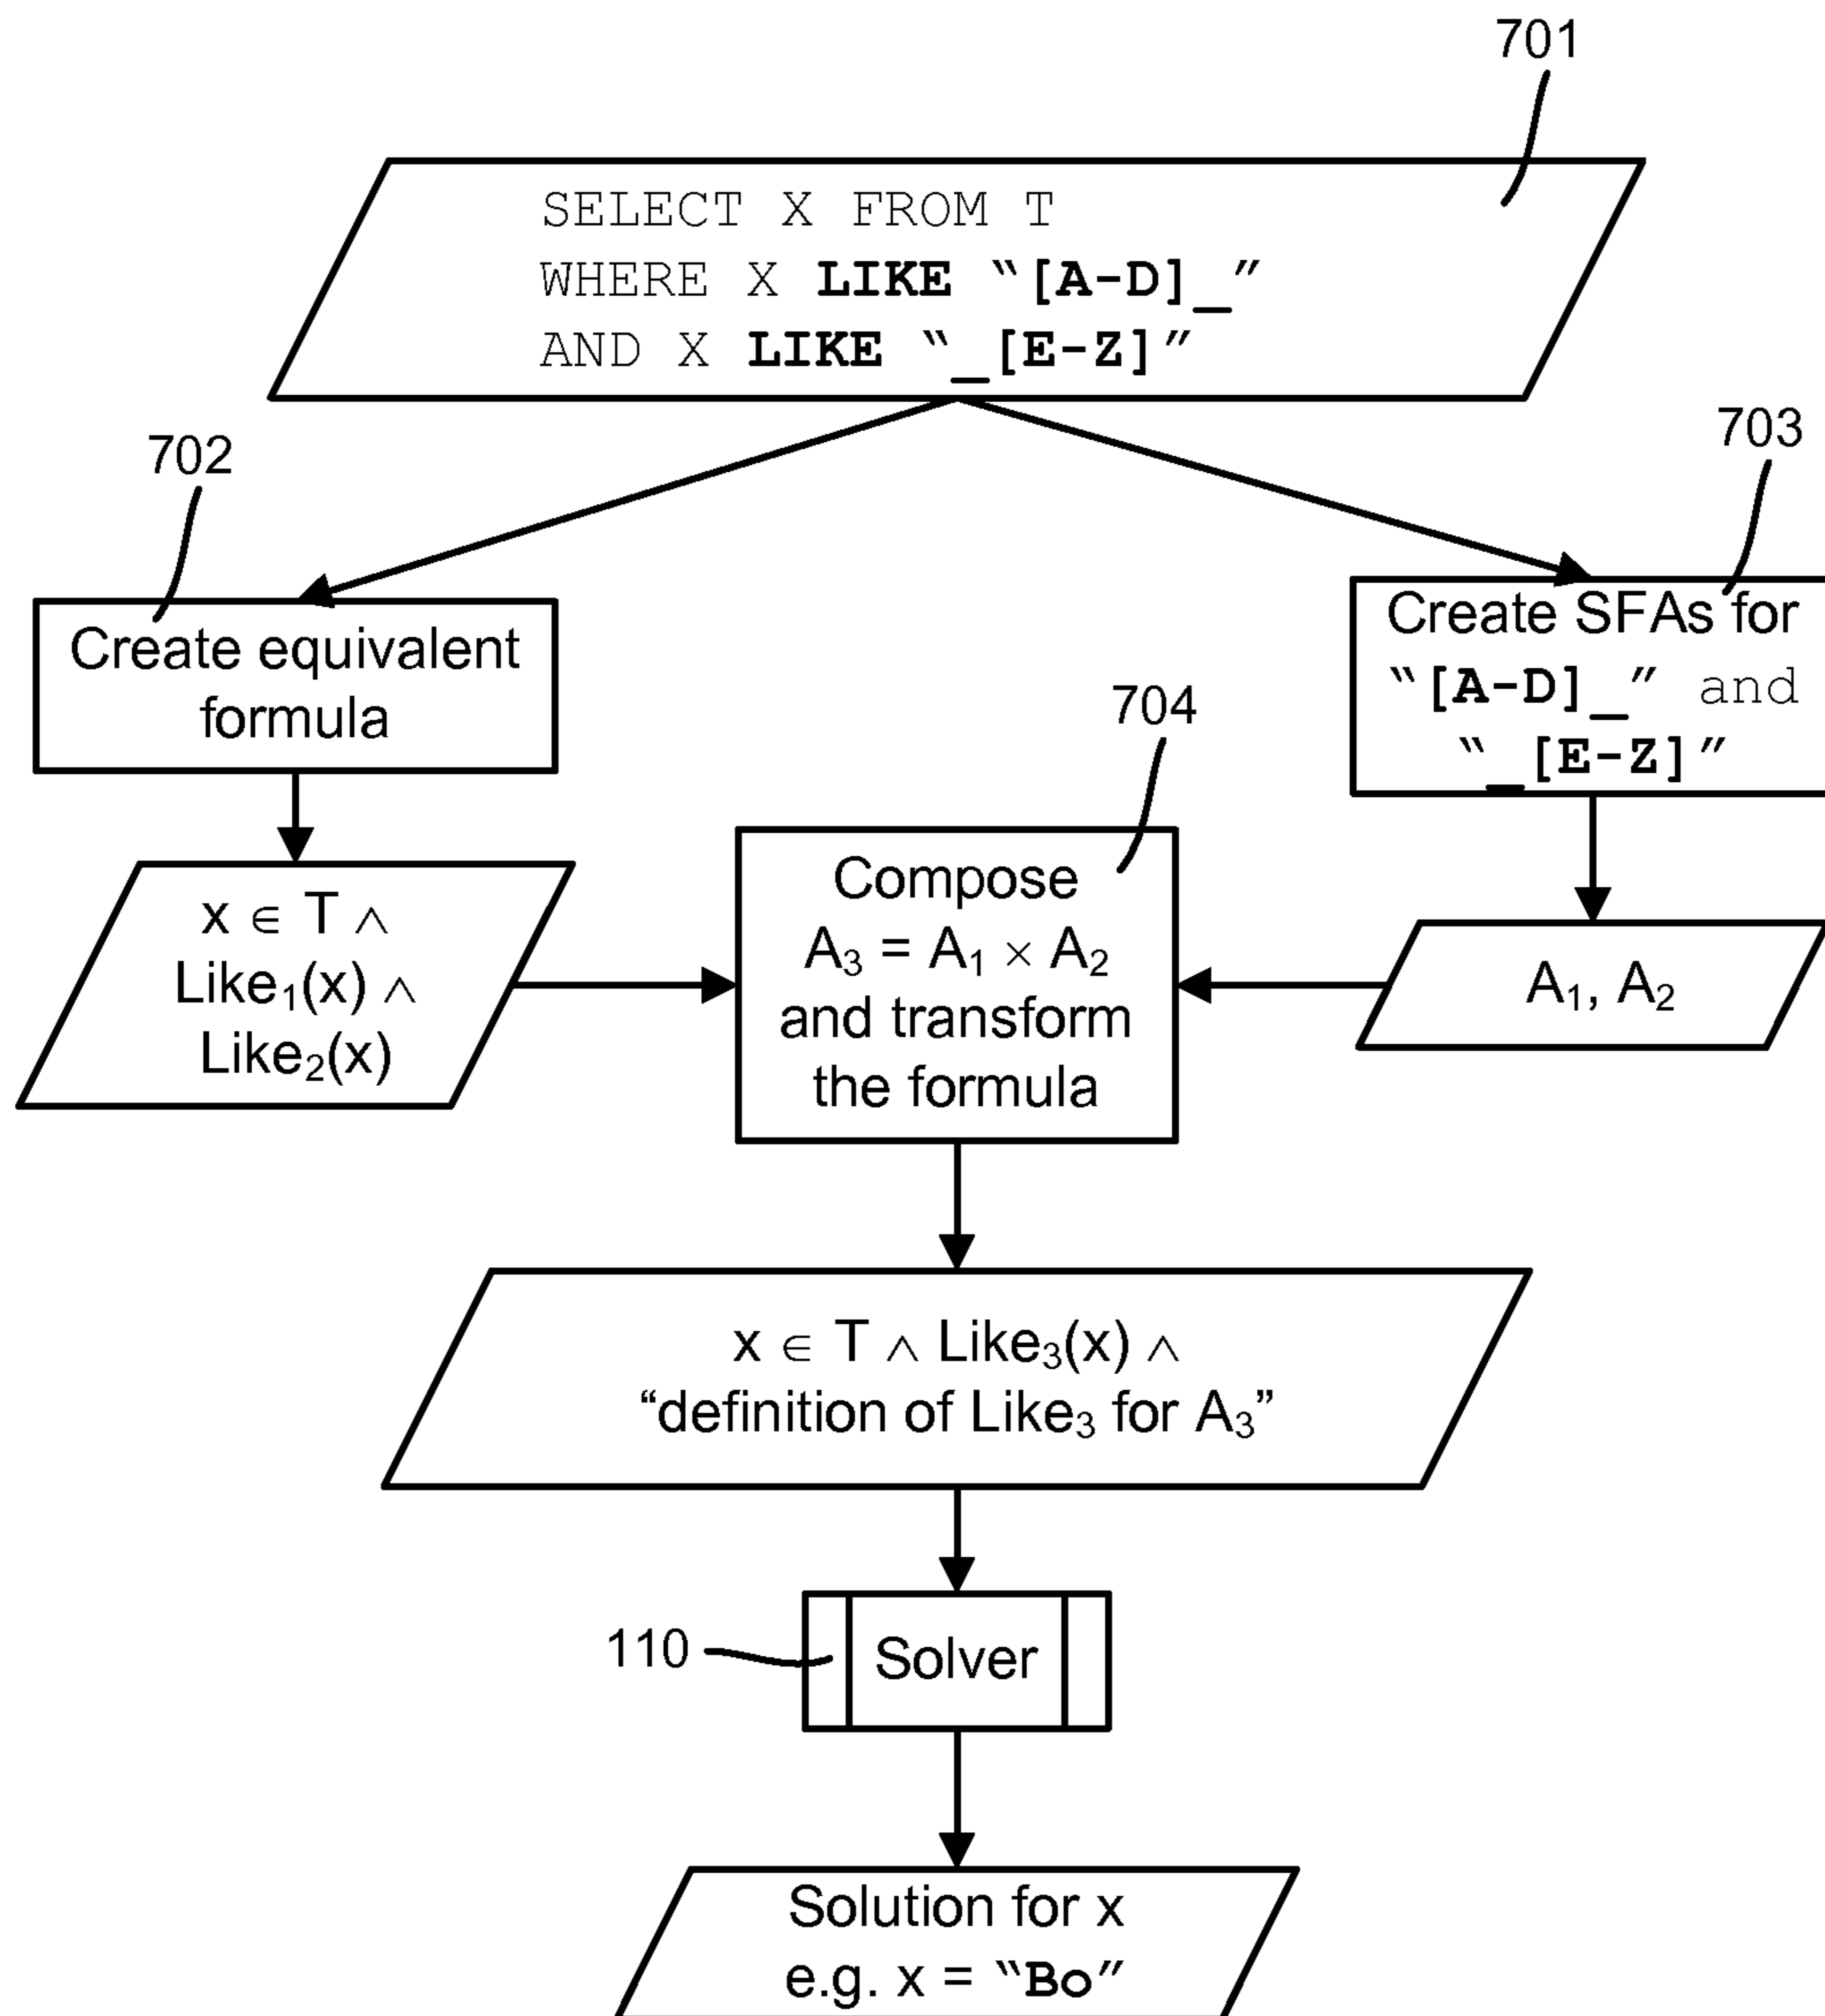 701
SELECT X FROM T
WHERE X LIKE “[A-D]_”
AND X LIKE “_[E-Z]”
702
703
Create equivalent
formula
Create SFAs for
“[A-D]_” and
“_[E-Z]”
704
x ∈ T ∧
Like₁(x) ∧
Like₂(x)
Compose
A₃ = A₁ × A₂
and transform
the formula
A₁, A₂
x ∈ T ∧ Like₃(x) ∧
“definition of Like₃ for A₃”
110
Solver
Solution for x
e.g. x = “Bo”